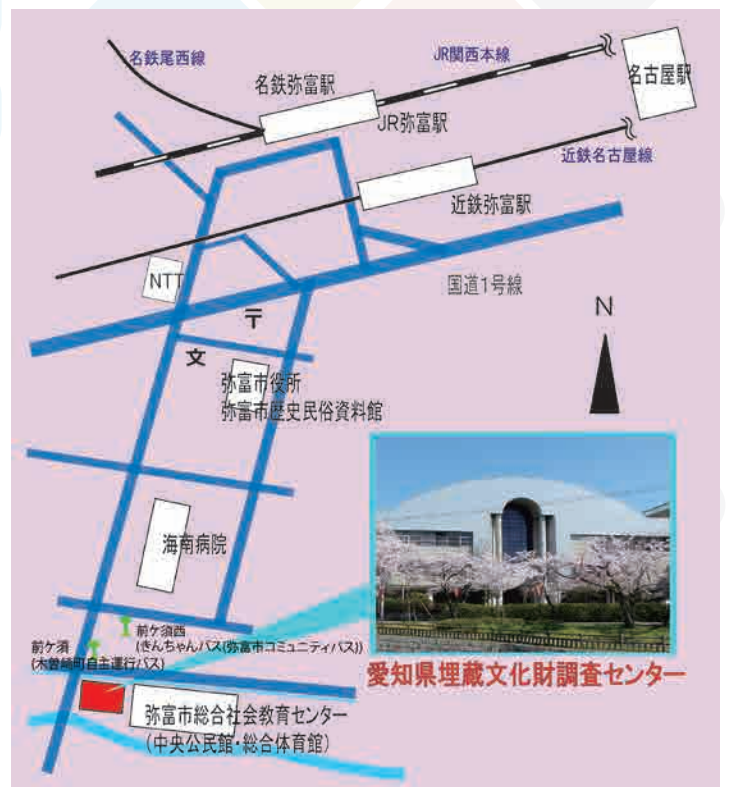 名鉄尾西線
JR関西本線
名古屋駅
名鉄弥富駅
JR弥富駅
近鉄名古屋線
近鉄弥富駅
NTT
国道1号線
〒
N
文
弥富市役所
弥富市歴史民俗資料館
海南病院
前ケ須西
(きんちゃんバス(弥富市コミュニティバス))
前ケ須
(木曽崎町自主運行バス)
愛知県埋蔵文化財調査センター
弥富市総合社会教育センター
(中央公民館・総合体育館)